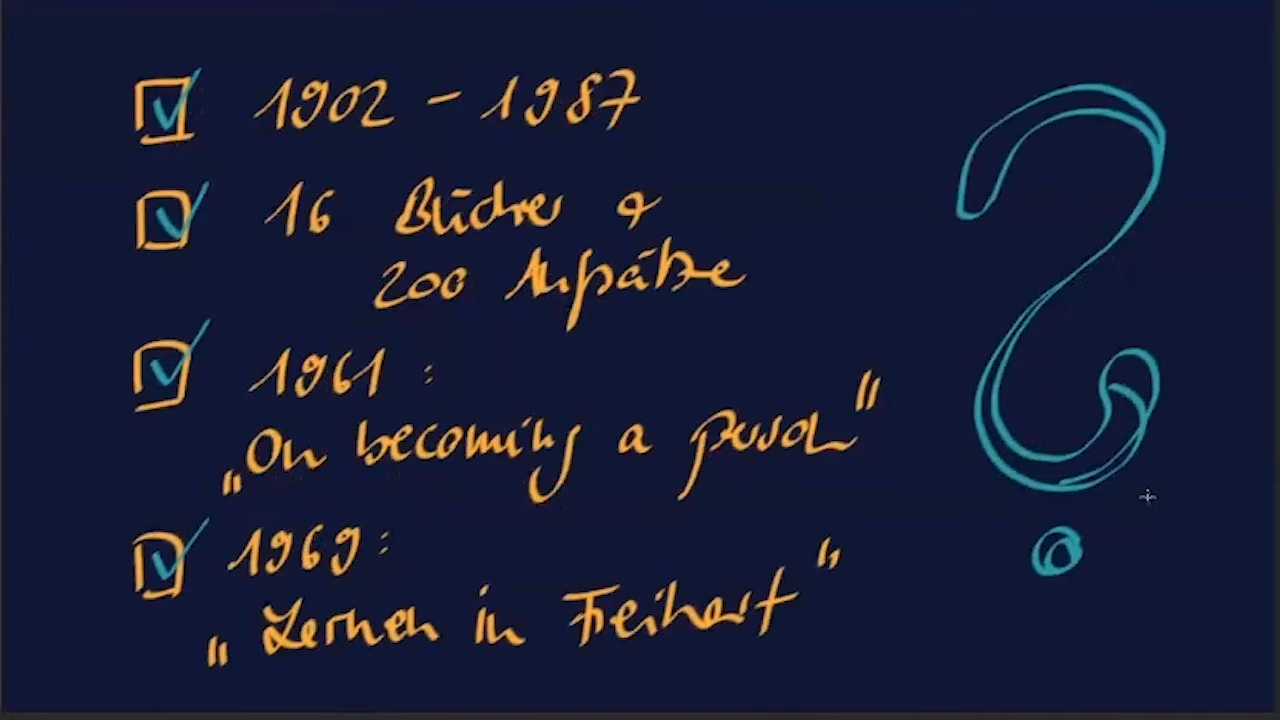 1902 - 1987
16 Bücher &
200 Aufsätze
1961 :
„On becoming a person"
1969 :
„Lernen in Freiheit"
?